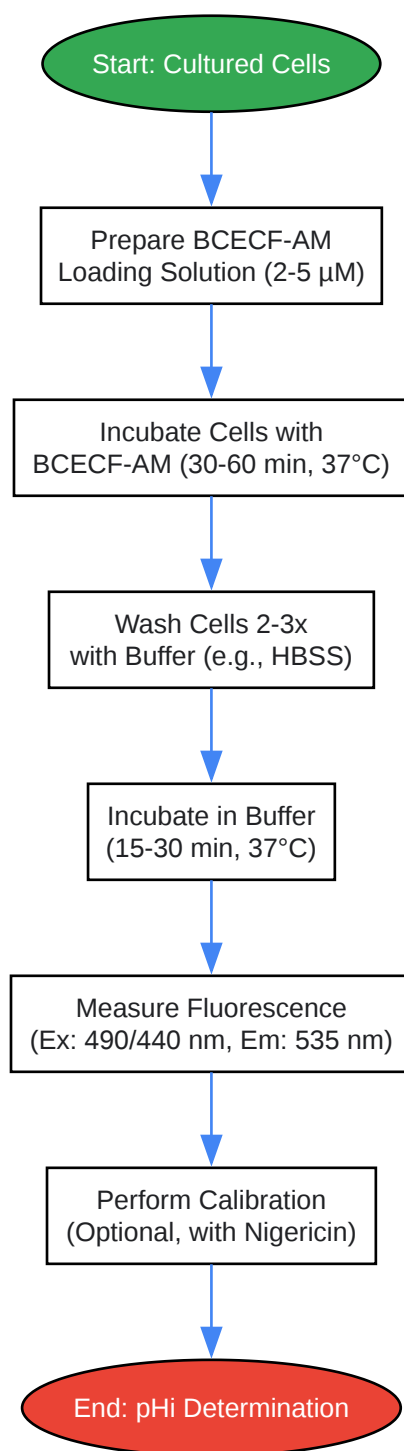 Start: Cultured Cells
Prepare BCECF-AM
Loading Solution (2-5 µM)
Incubate Cells with
BCECF-AM (30-60 min, 37°C)
Wash Cells 2-3x
with Buffer (e.g., HBSS)
Incubate in Buffer
(15-30 min, 37°C)
Measure Fluorescence
(Ex: 490/440 nm, Em: 535 nm)
Perform Calibration
(Optional, with Nigericin)
End: pHi Determination